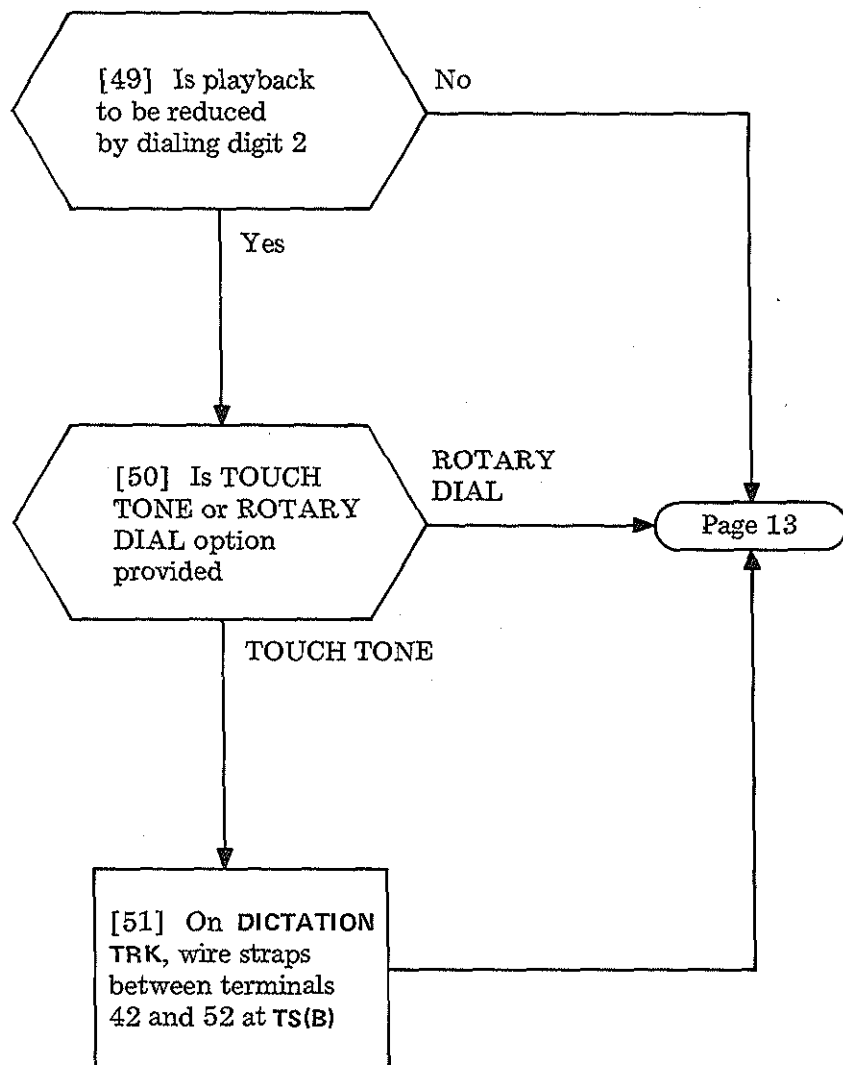 [49] Is playback
to be reduced
by dialing digit 2
No
Yes
[50] Is TOUCH
TONE or ROTARY
DIAL option
provided
ROTARY
DIAL
Page 13
TOUCH TONE
[51] On DICTATION
TRK, wire straps
between terminals
42 and 52 at TS(B)